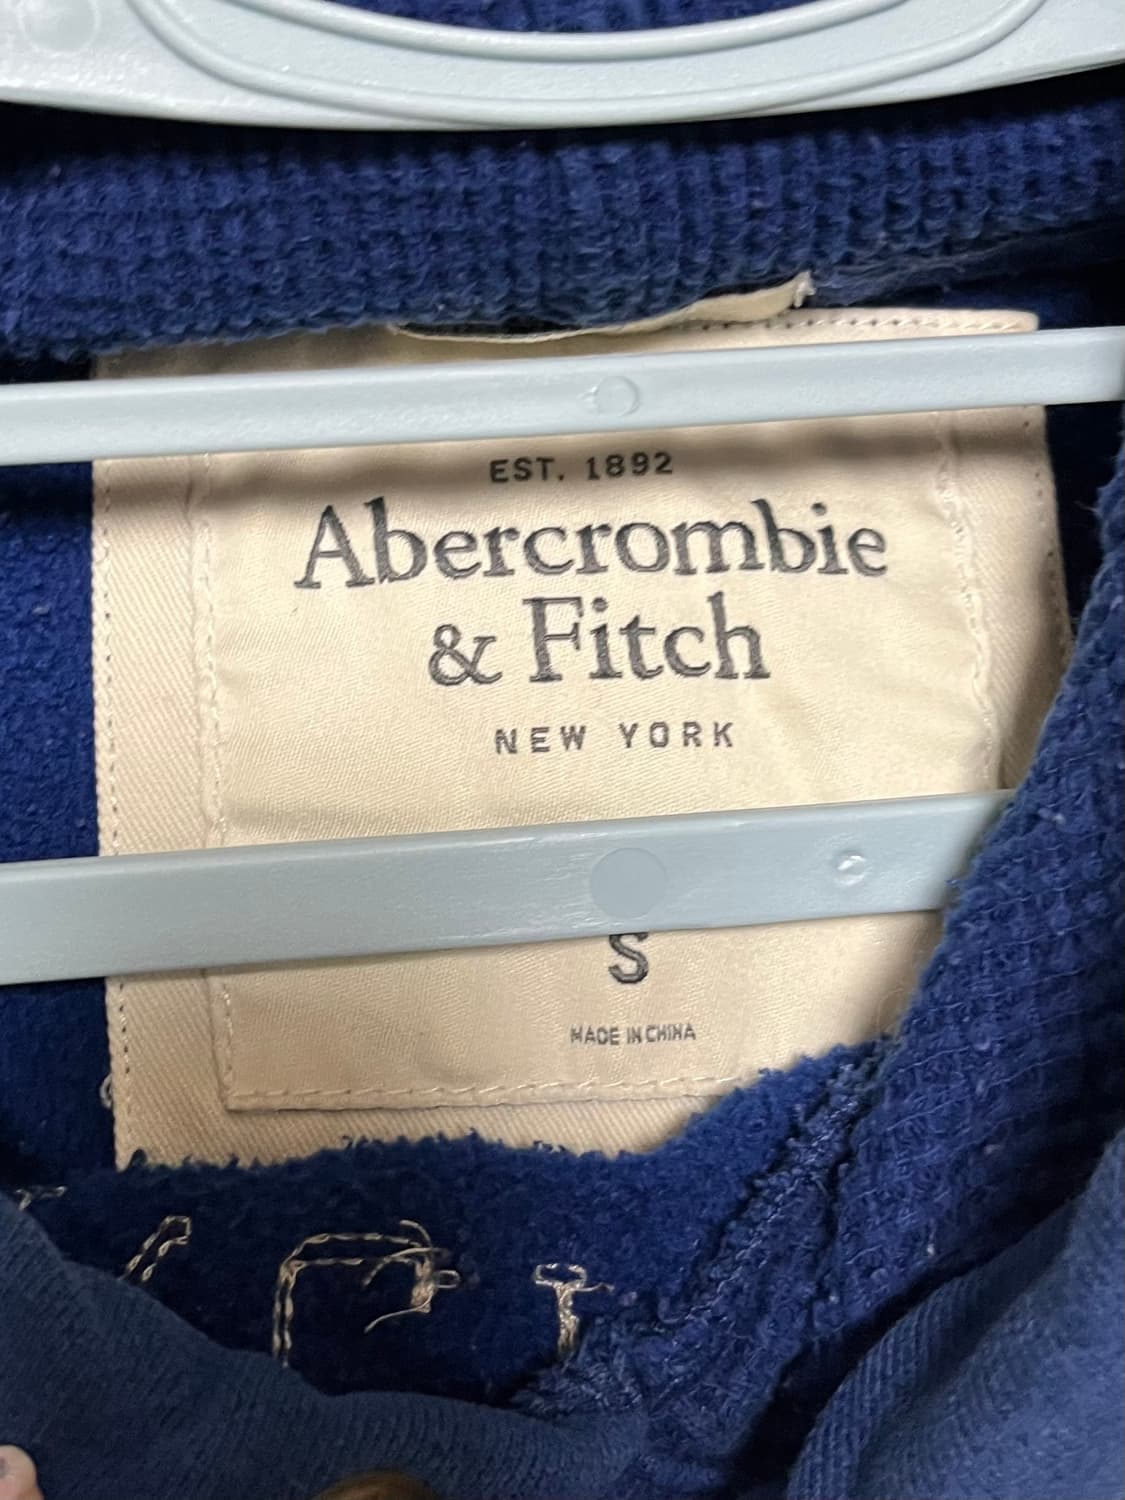 EST. 1892
Abercrombie
& Fitch
NEW YORK
S
MADE IN CHINA